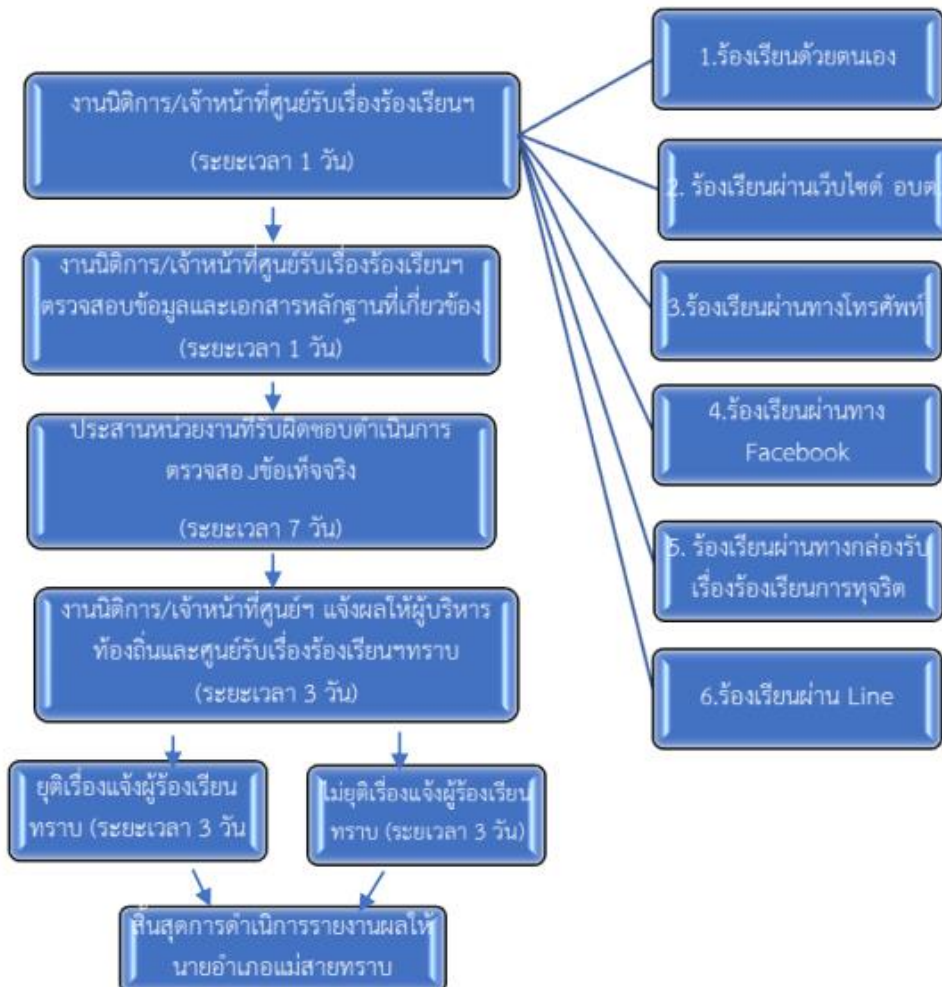 งานนิติการ/เจ้าหน้าที่ศูนย์รับเรื่องร้องเรียนฯ
(ระยะเวลา 1 วัน)
งานนิติการ/เจ้าหน้าที่ศูนย์รับเรื่องร้องเรียนฯ
ตรวจสอบข้อมูลและเอกสารหลักฐานที่เกี่ยวข้อง
(ระยะเวลา 1 วัน)
ประสานหน่วยงานที่รับผิดชอบดำเนินการ
ตรวจสอบข้อเท็จจริง
(ระยะเวลา 7 วัน)
งานนิติการ/เจ้าหน้าที่ศูนย์ฯ แจ้งผลให้ผู้บริหาร
ท้องถิ่นและศูนย์รับเรื่องร้องเรียนฯทราบ
(ระยะเวลา 3 วัน)
ยุติเรื่องแจ้งผู้ร้องเรียน
ทราบ (ระยะเวลา 3 วัน
ไม่ยุติเรื่องแจ้งผู้ร้องเรียน
ทราบ (ระยะเวลา 3 วัน)
สิ้นสุดการดำเนิการรายงานผลให้
นายอำเภอแม่สายทราบ
1.ร้องเรียนด้วยตนเอง
2. ร้องเรียนผ่านเว็บไซต์ อบต
3.ร้องเรียนผ่านทางโทรศัพท์
4.ร้องเรียนผ่านทาง
Facebook
5. ร้องเรียนผ่านทางกล่องรับ
เรื่องร้องเรียนการทุจริต
6.ร้องเรียนผ่าน Line